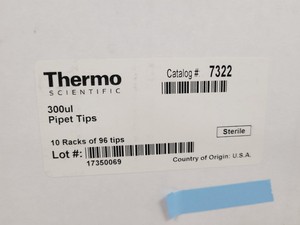 Thermo
SCIENTIFIC
Catalog #: 7322
300ul
Pipet Tips
10 Racks of 96 tips
Sterile
Lot #:
17350069
Country of Origin: U.S.A.